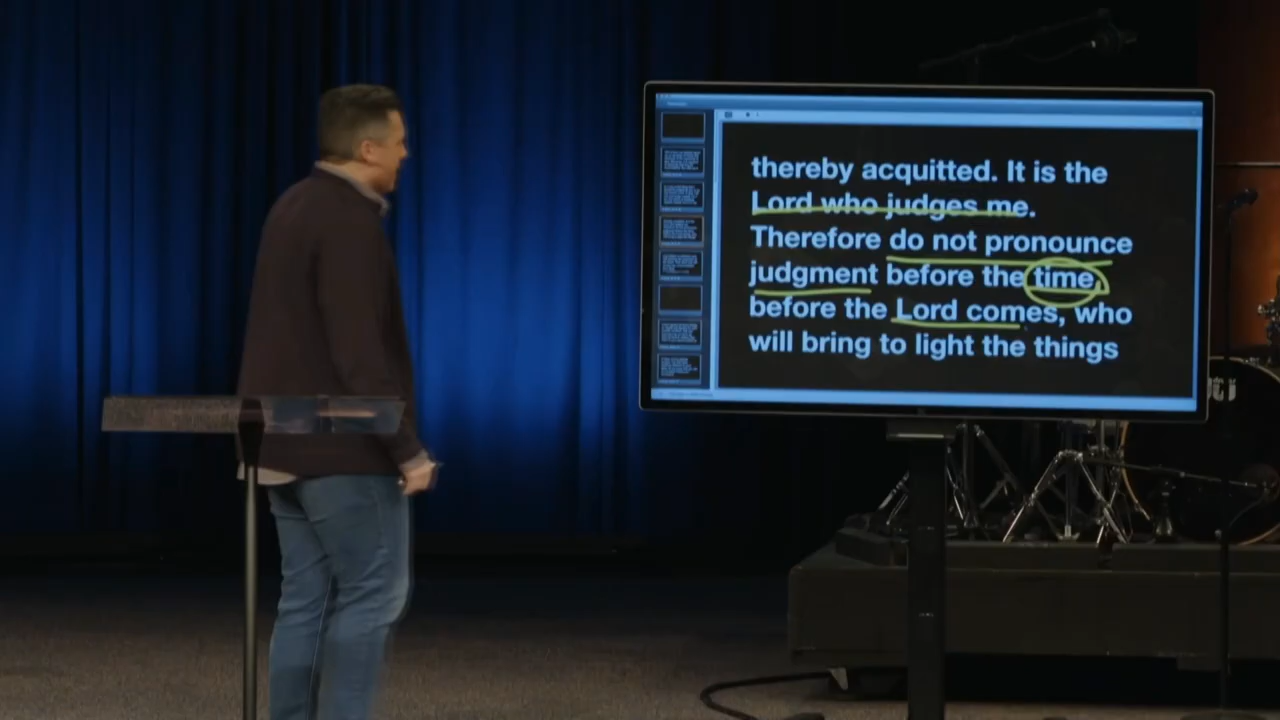 thereby acquitted. It is the
Lord who judges me.
Therefore do not pronounce
judgment before the time,
before the Lord comes, who
will bring to light the things